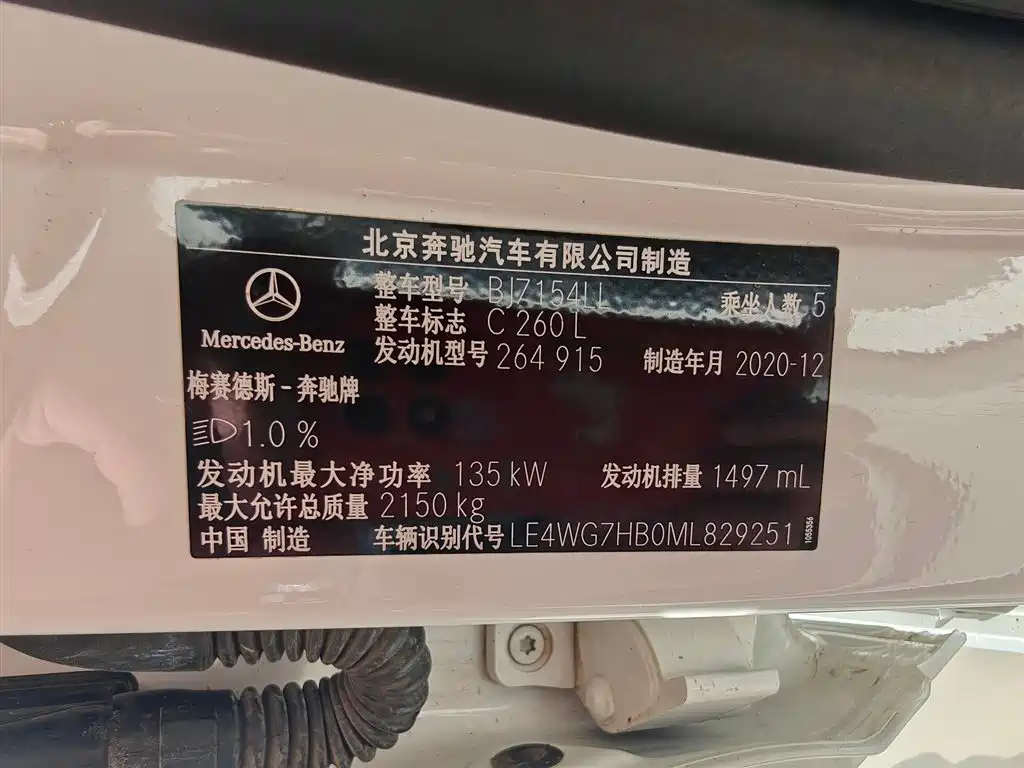 北京奔驰汽车有限公司制造
整车型号 BJ7154LL 乘坐人数 5
整车标志 C 260 L
Mercedes-Benz
发动机型号 264 915 制造年月 2020-12
梅赛德斯-奔驰牌
1.0 %
发动机最大净功率 135 kW 发动机排量 1497 mL
最大允许总质量 2150 kg
中国 制造 车辆识别代号 LE4WG7HB0ML829251
1055356